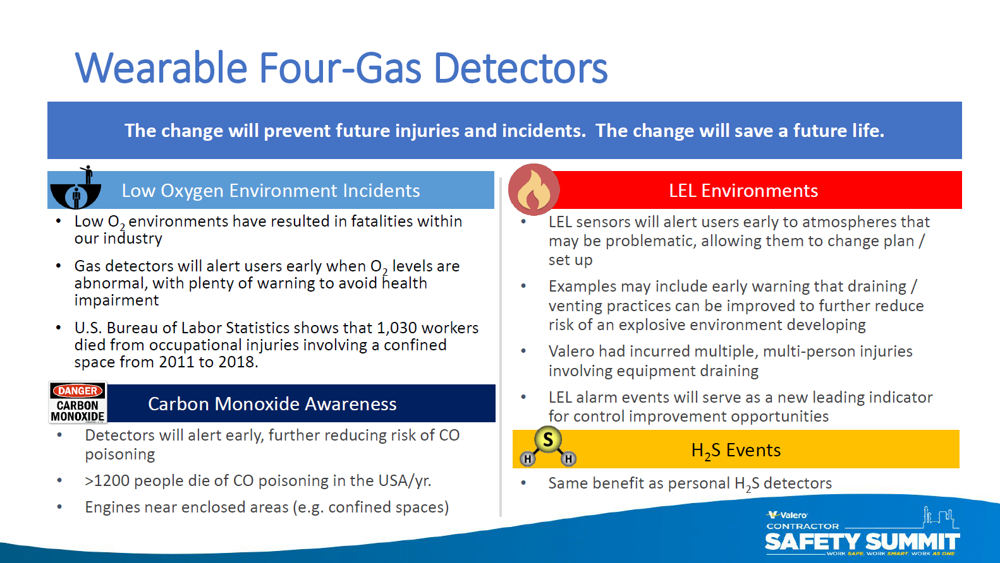 Wearable Four-Gas Detectors
The change will prevent future injuries and incidents.  The change will save a future life.
Low Oxygen Environment Incidents
• Low O₂ environments have resulted in fatalities within
our industry
• Gas detectors will alert users early when O₂ levels are
abnormal, with plenty of warning to avoid health
impairment
• U.S. Bureau of Labor Statistics shows that 1,030 workers
died from occupational injuries involving a confined
space from 2011 to 2018.
DANGER
CARBON
MONOXIDE
Carbon Monoxide Awareness
• Detectors will alert early, further reducing risk of CO
poisoning
• >1200 people die of CO poisoning in the USA/yr.
• Engines near enclosed areas (e.g. confined spaces)
LEL Environments
• LEL sensors will alert users early to atmospheres that
may be problematic, allowing them to change plan /
set up
• Examples may include early warning that draining /
venting practices can be improved to further reduce
risk of an explosive environment developing
• Valero had incurred multiple, multi-person injuries
involving equipment draining
• LEL alarm events will serve as a new leading indicator
for control improvement opportunities
S
H H
H₂S Events
• Same benefit as personal H₂S detectors
Valero
CONTRACTOR
SAFETY SUMMIT
WORK SAFE. WORK SMART. WORK AS ONE